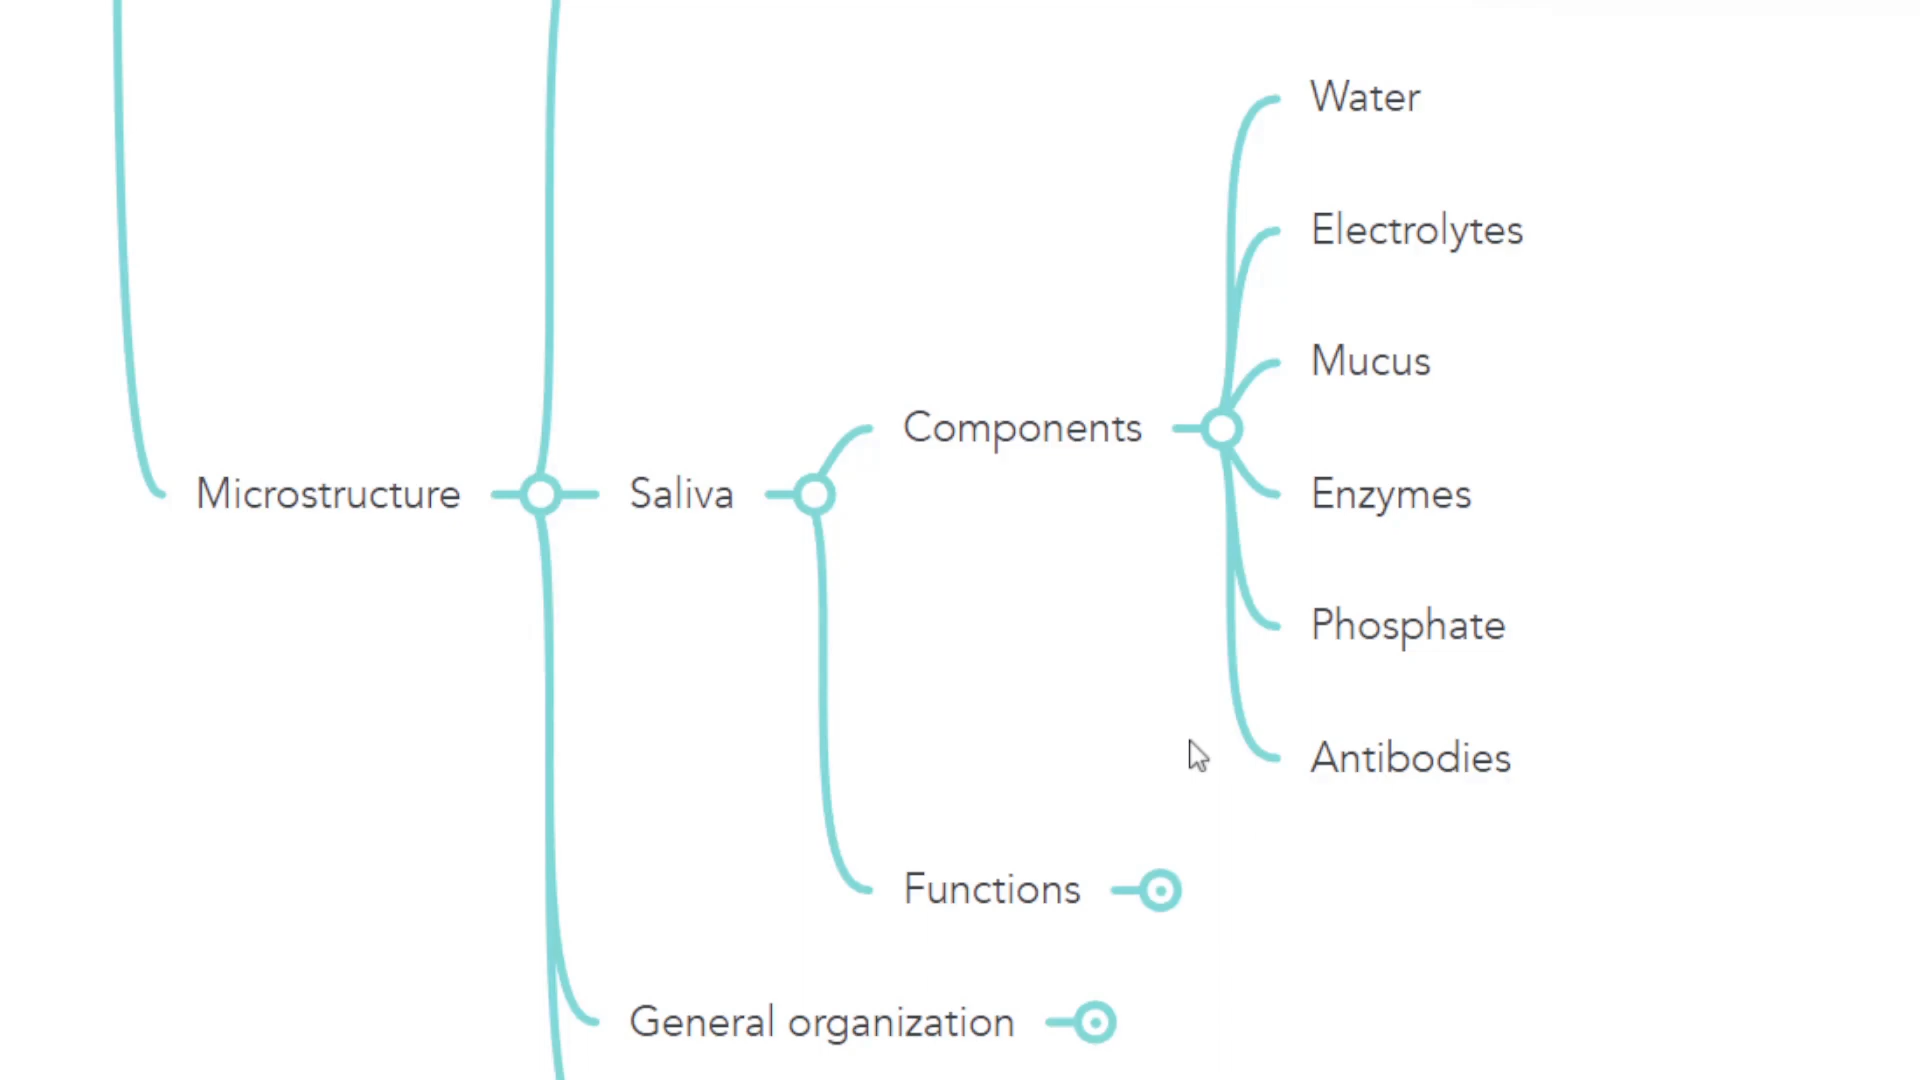 Water
Electrolytes
Mucus
Components
Microstructure
Saliva
Enzymes
Phosphate
Antibodies
Functions
General organization